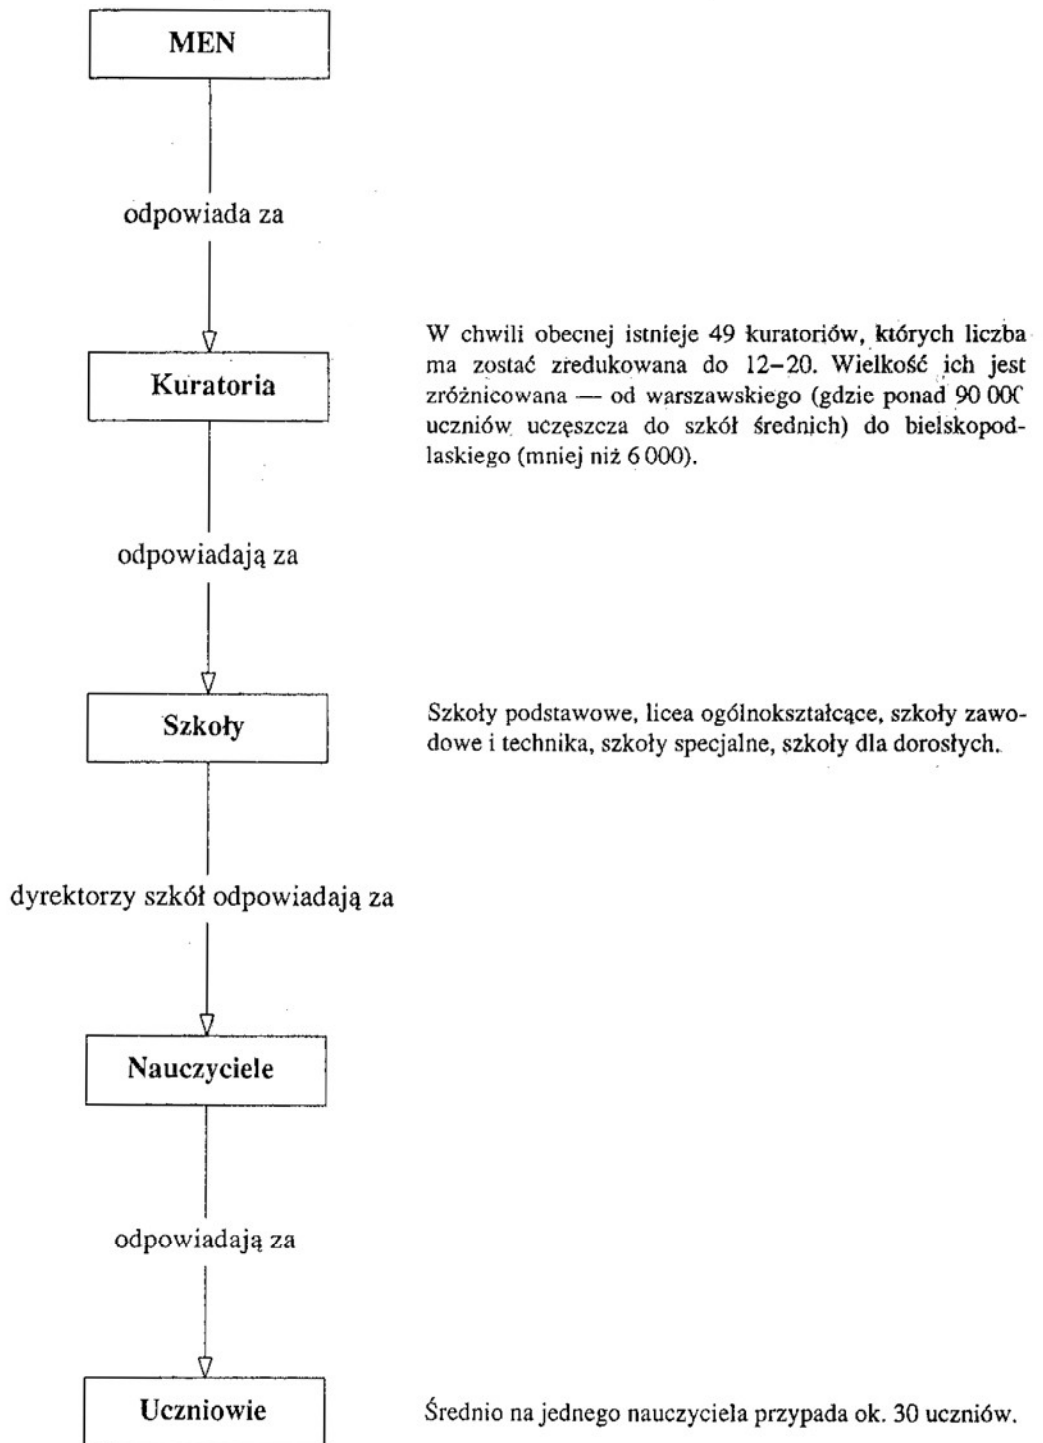 MEN
odpowiada za
Kuratoria
W chwili obecnej istnieje 49 kuratoriów, których liczba
ma zostać zredukowana do 12–20. Wielkość ich jest
zróżnicowana — od warszawskiego (gdzie ponad 90 000
uczniów uczęszcza do szkół średnich) do bielskopod-
laskiego (mniej niż 6 000).
odpowiadają za
Szkoły
Szkoły podstawowe, licea ogólnokształcące, szkoły zawo-
dowe i technika, szkoły specjalne, szkoły dla dorosłych.
dyrektorzy szkół odpowiadają za
Nauczyciele
odpowiadają za
Uczniowie
Średnio na jednego nauczyciela przypada ok. 30 uczniów.